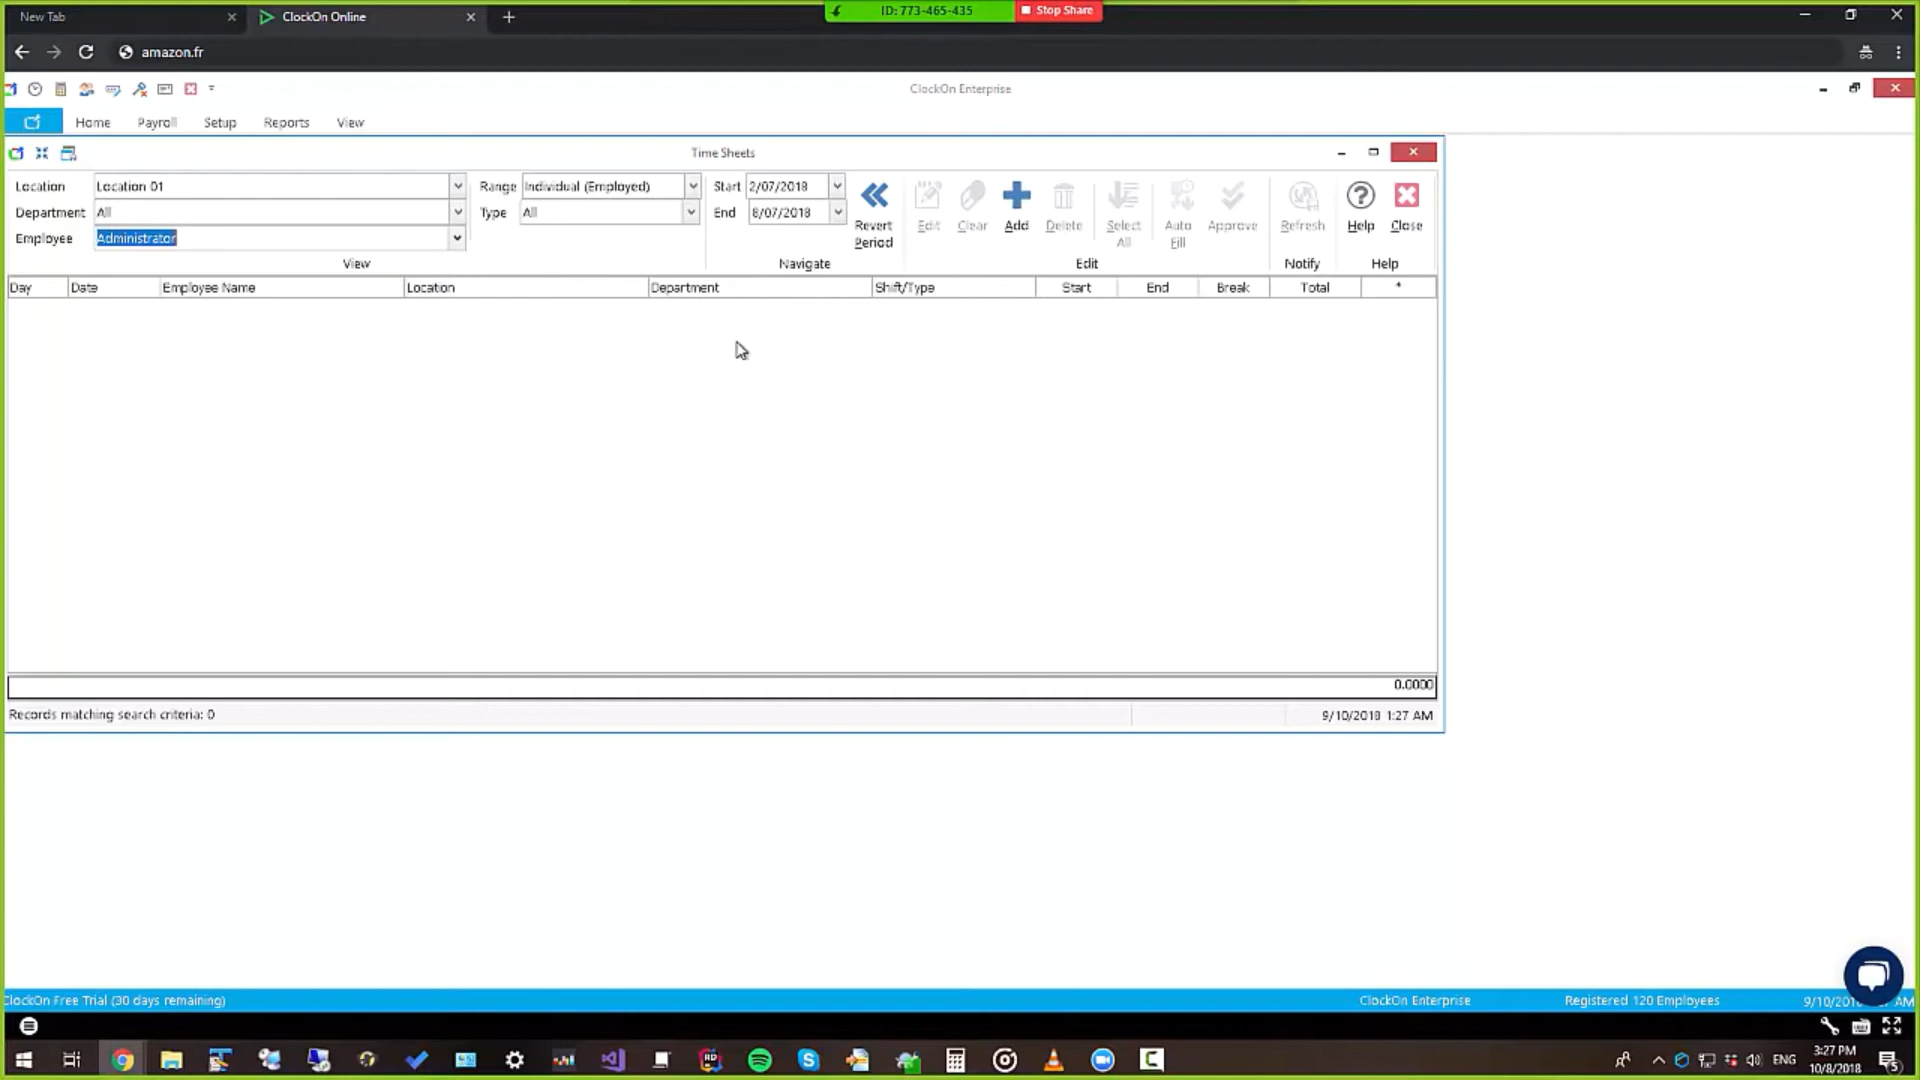 New Tab
ClockOn Online
ID: 773-465-435
Stop Share
amazon.fr
ClockOn Enterprise
Home Payroll Setup Reports View
Time Sheets
Location Location 01 Range Individual (Employed) Start 2/07/2018
Department All Type All End 8/07/2018
Employee Administrator
Revert Period
Edit Clear Add Delete
Select All
Auto Fill
Approve Refresh Help Close
View Navigate Edit Notify Help
Day Date Employee Name Location Department Shift/Type Start End Break Total *
0.0000
Records matching search criteria: 0
9/10/2018 1:27 AM
ClockOn Free Trial (30 days remaining)
ClockOn Enterprise
Registered 120 Employees
AM
ENG
3:27 PM
10/8/2018
5